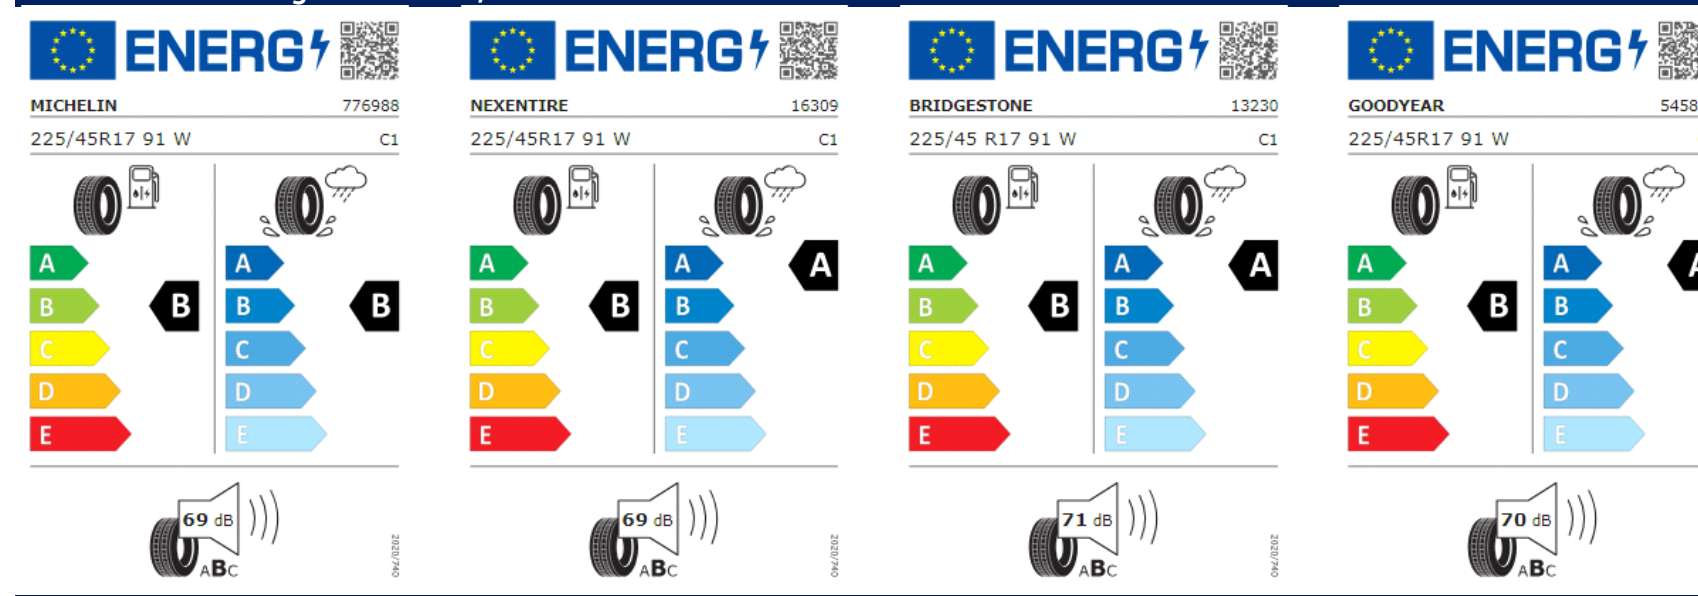 ENERG
MICHELIN 776988
225/45R17 91 W C1
A A
B B B B
C C
D D
E E
69 dB
ABC
2020/740
ENERG
NEXENTIRE 16309
225/45R17 91 W C1
A A A
B B B
C C
D D
E E
69 dB
ABC
2020/740
ENERG
BRIDGESTONE 13230
225/45 R17 91 W C1
A A A
B B B
C C
D D
E E
71 dB
ABC
2020/740
ENERG
GOODYEAR 5458
225/45R17 91 W
A A A
B B B
C C
D D
E E
70 dB
ABC